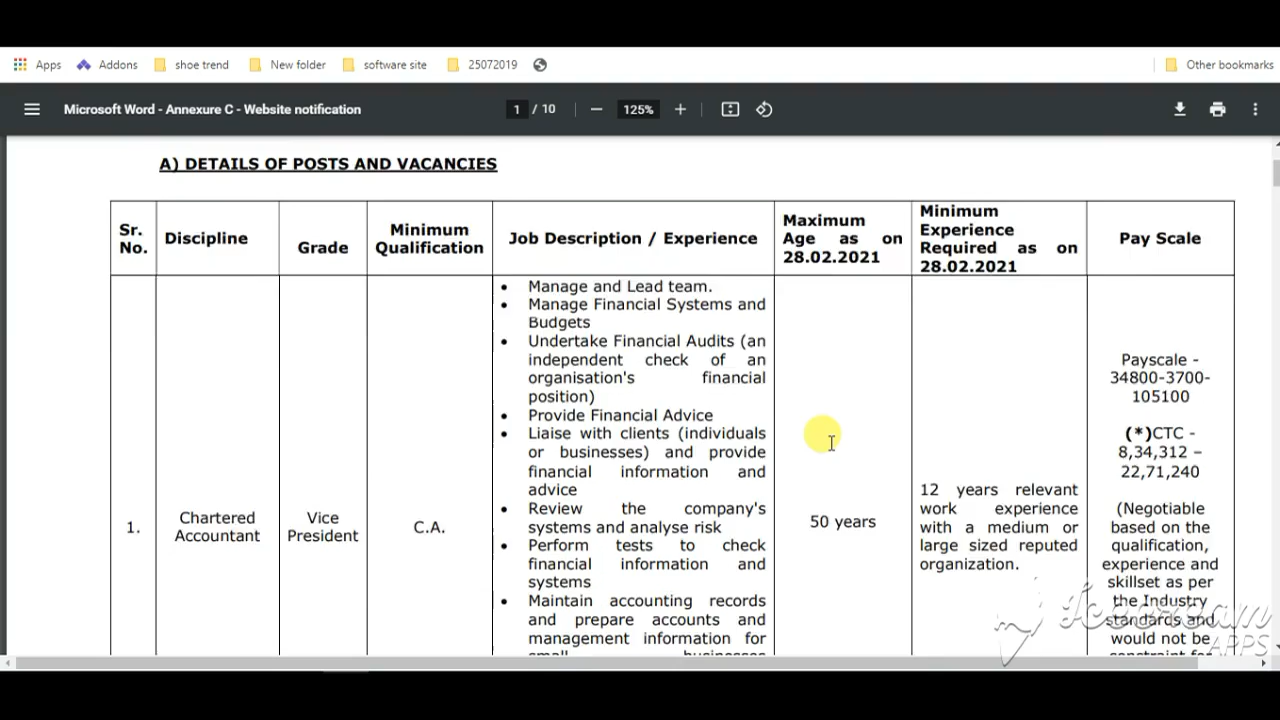 Apps Addons shoe trend New folder software site 25072019 Other bookmarks
Microsoft Word - Annexure C - Website notification 1 / 10 125%
A) DETAILS OF POSTS AND VACANCIES
Sr. No.
Discipline
Grade
Minimum
Qualification
Job Description / Experience
Maximum
Age as on
28.02.2021
Minimum
Experience
Required as on
28.02.2021
Pay Scale
1.
Chartered
Accountant
Vice
President
C.A.
• Manage and Lead team.
• Manage Financial Systems and
Budgets
• Undertake Financial Audits (an
independent check of an
organisation's financial
position)
• Provide Financial Advice
• Liaise with clients (individuals
or businesses) and provide
financial information and
advice
• Review the company's
systems and analyse risk
• Perform tests to check
financial information and
systems
• Maintain accounting records
and prepare accounts and
management information for
small businesses
50 years
12 years relevant
work experience
with a medium or
large sized reputed
organization.
Payscale -
34800-3700-
105100
(*)CTC -
8,34,312 –
22,71,240
(Negotiable
based on the
qualification,
experience and
skillset as per
the Industry
standards and
would not be
constraint for
Icecream
APPS